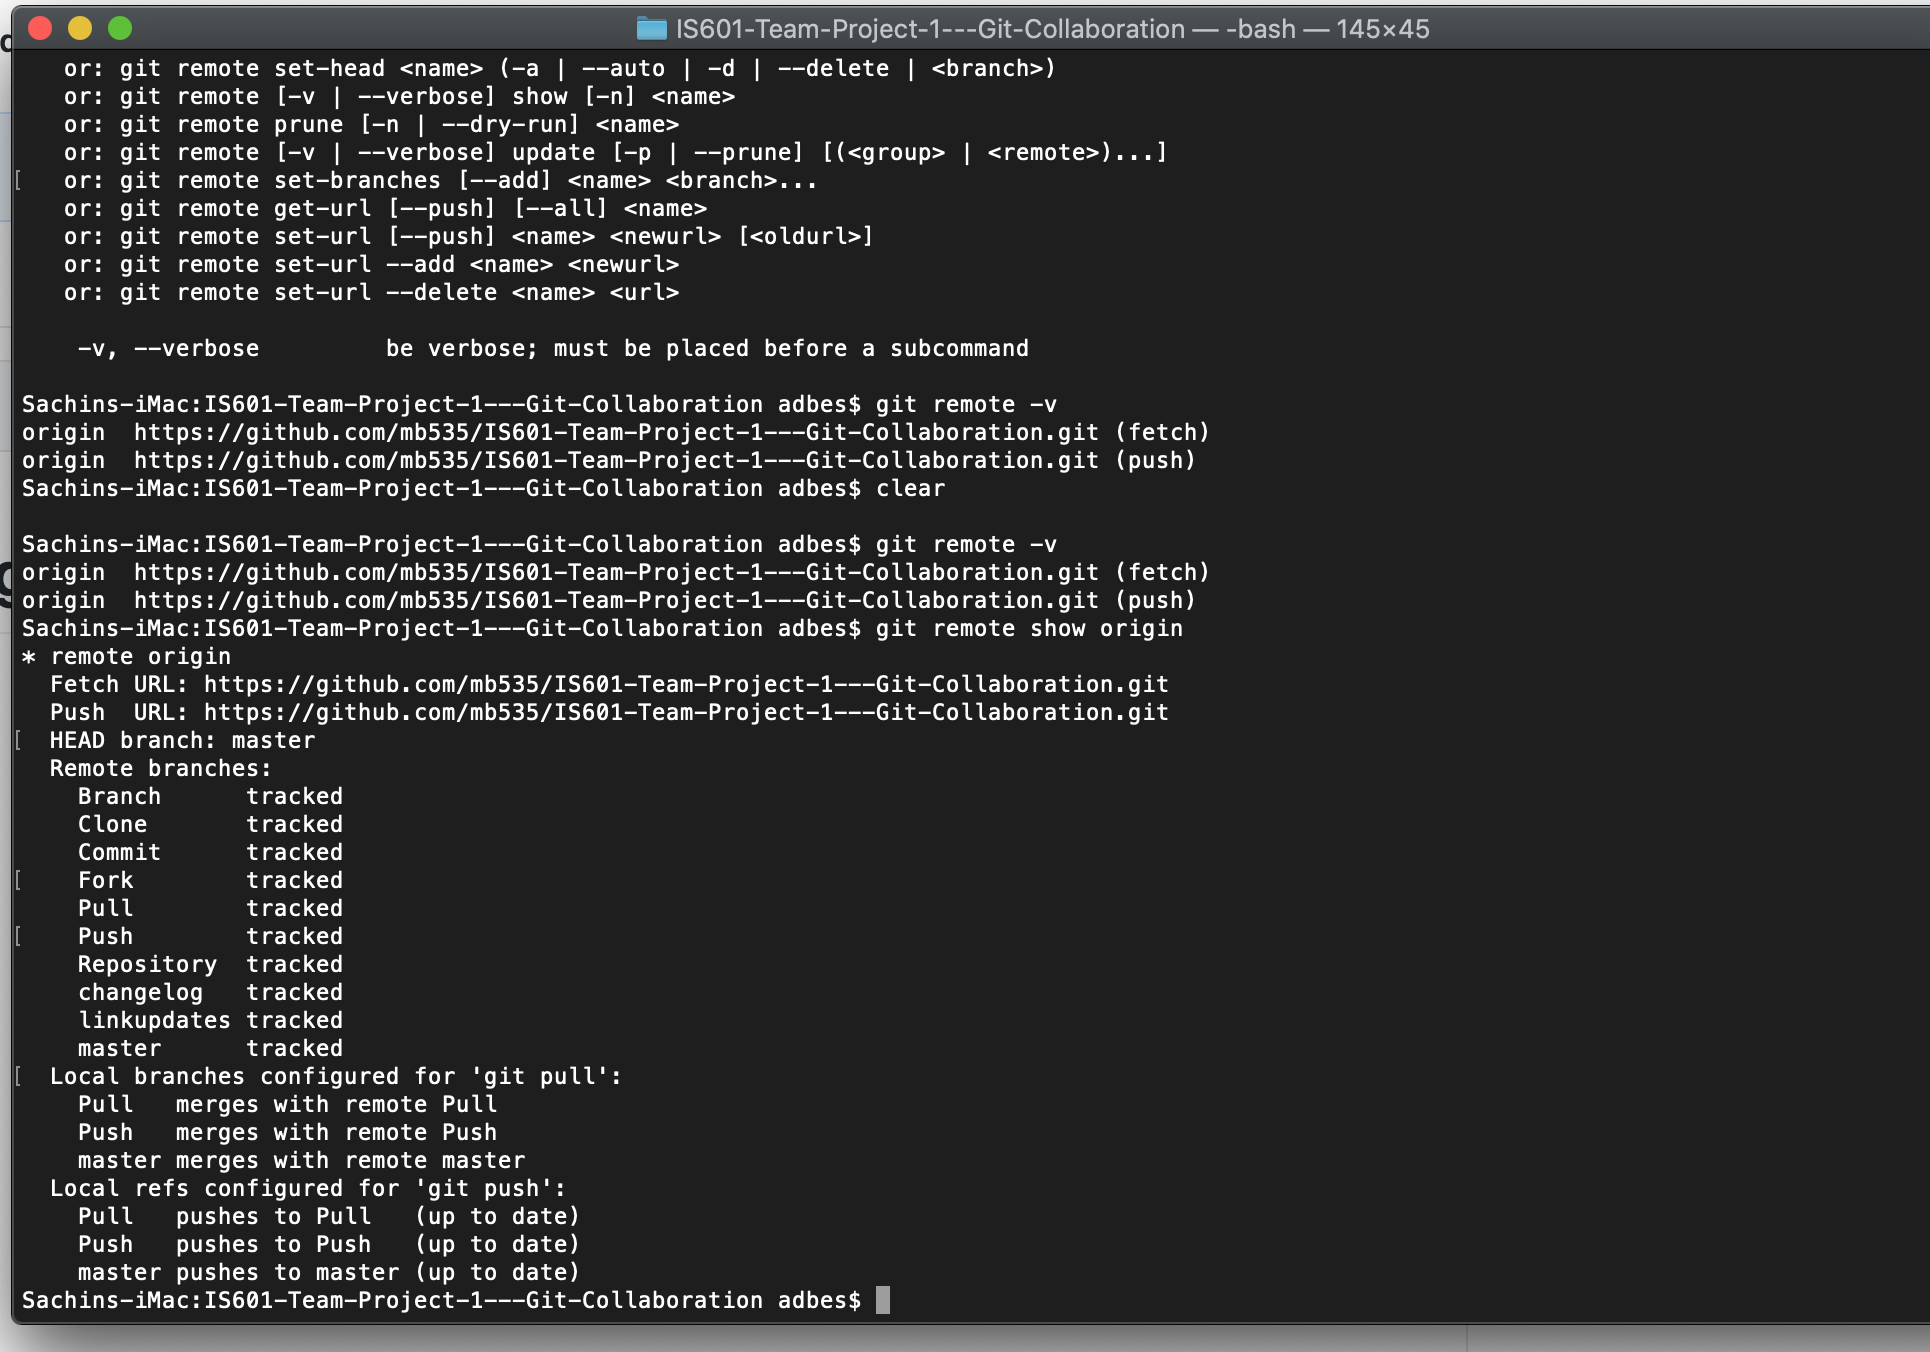 IS601-Team-Project-1---Git-Collaboration — -bash — 145×45
or: git remote set-head <name> (-a | --auto | -d | --delete | <branch>)
or: git remote [-v | --verbose] show [-n] <name>
or: git remote prune [-n | --dry-run] <name>
or: git remote [-v | --verbose] update [-p | --prune] [(<group> | <remote>)...]
[   or: git remote set-branches [--add] <name> <branch>...
or: git remote get-url [--push] [--all] <name>
or: git remote set-url [--push] <name> <newurl> [<oldurl>]
or: git remote set-url --add <name> <newurl>
or: git remote set-url --delete <name> <url>
-v, --verbose         be verbose; must be placed before a subcommand
Sachins-iMac:IS601-Team-Project-1---Git-Collaboration adbes$ git remote -v
origin  https://github.com/mb535/IS601-Team-Project-1---Git-Collaboration.git (fetch)
origin  https://github.com/mb535/IS601-Team-Project-1---Git-Collaboration.git (push)
Sachins-iMac:IS601-Team-Project-1---Git-Collaboration adbes$ clear
Sachins-iMac:IS601-Team-Project-1---Git-Collaboration adbes$ git remote -v
origin  https://github.com/mb535/IS601-Team-Project-1---Git-Collaboration.git (fetch)
origin  https://github.com/mb535/IS601-Team-Project-1---Git-Collaboration.git (push)
Sachins-iMac:IS601-Team-Project-1---Git-Collaboration adbes$ git remote show origin
* remote origin
Fetch URL: https://github.com/mb535/IS601-Team-Project-1---Git-Collaboration.git
Push  URL: https://github.com/mb535/IS601-Team-Project-1---Git-Collaboration.git
[  HEAD branch: master
Remote branches:
Branch      tracked
Clone       tracked
Commit      tracked
[    Fork        tracked
Pull        tracked
[    Push        tracked
Repository  tracked
changelog   tracked
linkupdates tracked
master      tracked
[  Local branches configured for 'git pull':
Pull   merges with remote Pull
Push   merges with remote Push
master merges with remote master
Local refs configured for 'git push':
Pull   pushes to Pull   (up to date)
Push   pushes to Push   (up to date)
master pushes to master (up to date)
Sachins-iMac:IS601-Team-Project-1---Git-Collaboration adbes$